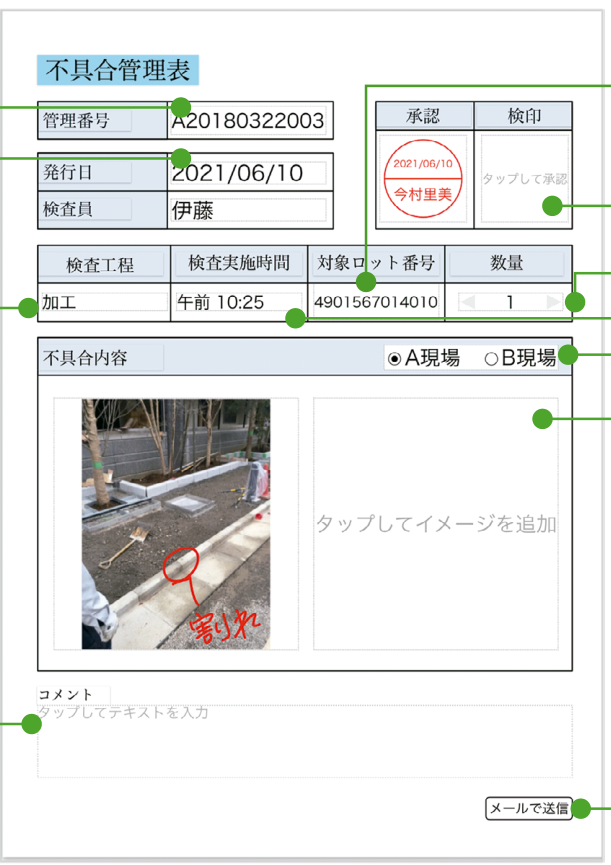 不具合管理表
管理番号 A20180322003
承認 検印
発行日 2021/06/10
検査員 伊藤
2021/06/10
今村里美
タップして承認
検査工程 検査実施時間 対象ロット番号 数量
加工 午前 10:25 4901567014010 1
不具合内容 A現場 B現場
タップしてイメージを追加
割れ
コメント
タップしてテキストを入力
メールで送信